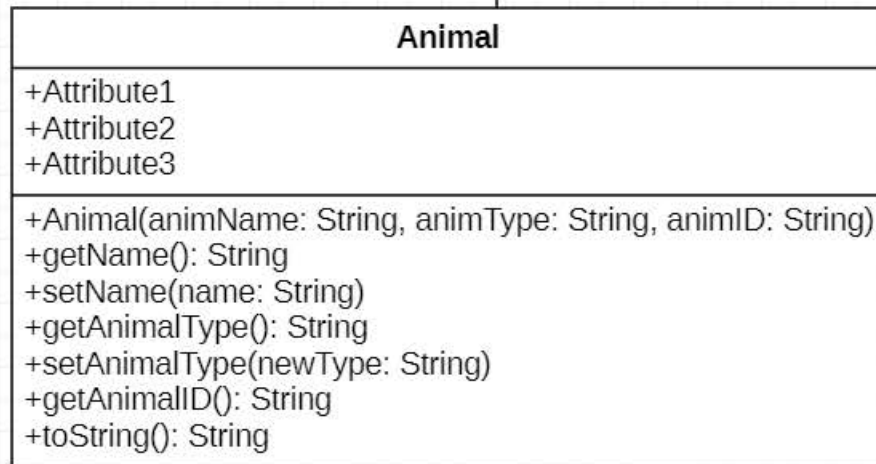 Animal
+Attribute1
+Attribute2
+Attribute3
+Animal(animName: String, animType: String, animID: String)
+getName(): String
+setName(name: String)
+getAnimalType(): String
+setAnimalType(newType: String)
+getAnimalID(): String
+toString(): String